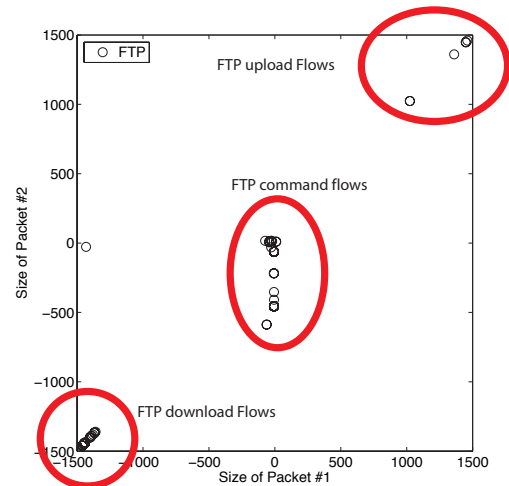 FTP
FTP upload Flows
FTP command flows
FTP download Flows
1500
1000
500
0
−500
−1000
−1500
Size of Packet #2
−1500
−1000
−500
0
500
1000
1500
Size of Packet #1